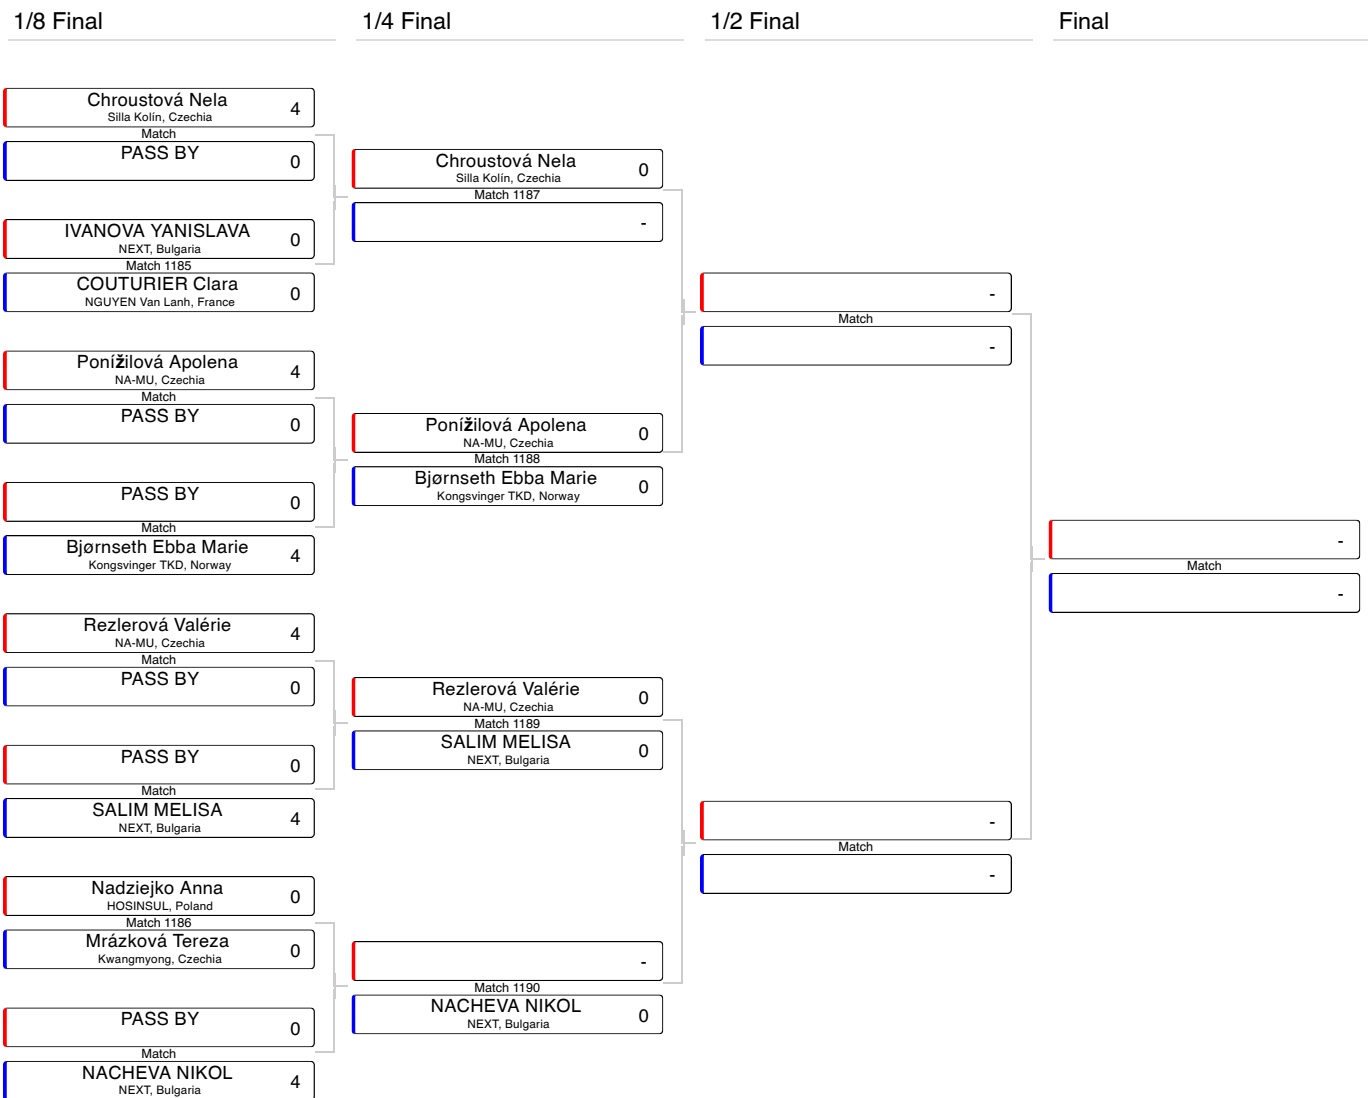 1/8 Final
1/4 Final
1/2 Final
Final
Chroustová Nela
Silla Kolín, Czechia
4
Match
PASS BY
0
IVANOVA YANISLAVA
NEXT, Bulgaria
0
Match 1185
COUTURIER Clara
NGUYEN Van Lanh, France
0
Ponížilová Apolena
NA-MU, Czechia
4
Match
PASS BY
0
PASS BY
0
Match
Bjørnseth Ebba Marie
Kongsvinger TKD, Norway
4
Rezlerová Valérie
NA-MU, Czechia
4
Match
PASS BY
0
PASS BY
0
Match
SALIM MELISA
NEXT, Bulgaria
4
Nadziejko Anna
HOSINSUL, Poland
0
Match 1186
Mrázková Tereza
Kwangmyong, Czechia
0
PASS BY
0
Match
NACHEVA NIKOL
NEXT, Bulgaria
4
Chroustová Nela
Silla Kolín, Czechia
0
Match 1187
-
Ponížilová Apolena
NA-MU, Czechia
0
Match 1188
Bjørnseth Ebba Marie
Kongsvinger TKD, Norway
0
Rezlerová Valérie
NA-MU, Czechia
0
Match 1189
SALIM MELISA
NEXT, Bulgaria
0
-
Match 1190
NACHEVA NIKOL
NEXT, Bulgaria
0
-
Match
-
-
Match
-
-
Match
-